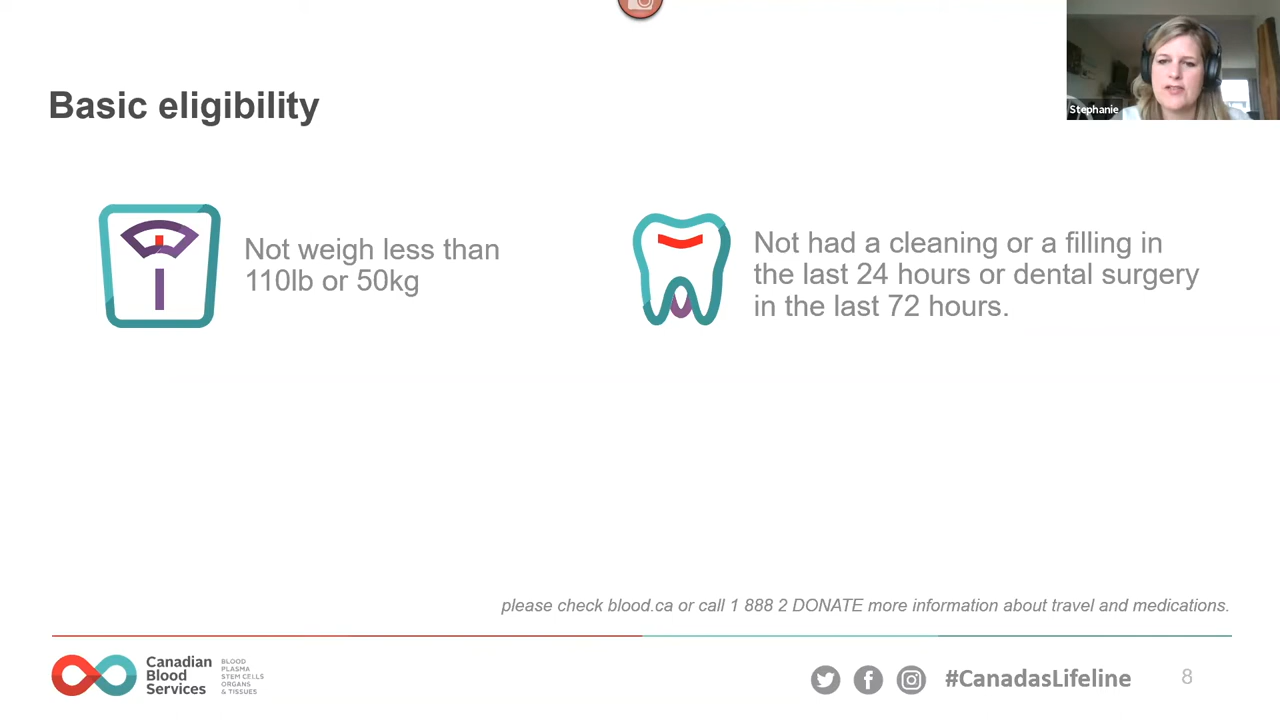 Stephanie
Basic eligibility
Not weigh less than
110lb or 50kg
Not had a cleaning or a filling in
the last 24 hours or dental surgery
in the last 72 hours.
please check blood.ca or call 1 888 2 DONATE more information about travel and medications.
Canadian
Blood
Services
BLOOD
PLASMA
STEM CELLS
ORGANS
& TISSUES
#CanadasLifeline
8